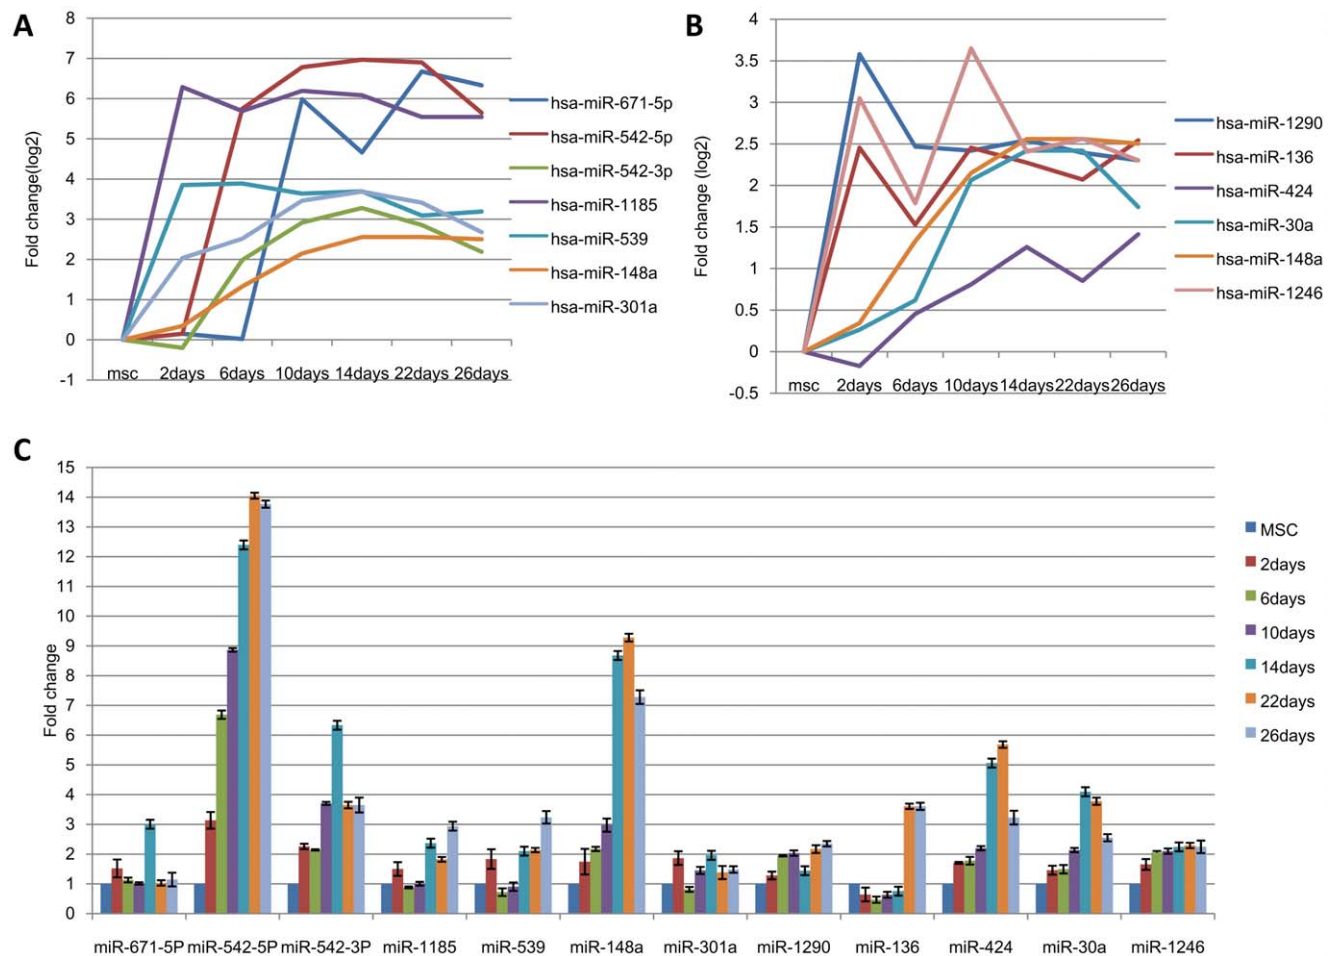 A
Fold change(log2)
8
7
6
5
4
3
2
1
0
-1
msc 2days 6days 10days 14days 22days 26days
hsa-miR-671-5p
hsa-miR-542-5p
hsa-miR-542-3p
hsa-miR-1185
hsa-miR-539
hsa-miR-148a
hsa-miR-301a
B
Fold change (log2)
4
3.5
3
2.5
2
1.5
1
0.5
0
-0.5
msc 2days 6days 10days 14days 22days 26days
hsa-miR-1290
hsa-miR-136
hsa-miR-424
hsa-miR-30a
hsa-miR-148a
hsa-miR-1246
C
Fold change
15
14
13
12
11
10
9
8
7
6
5
4
3
2
1
0
miR-671-5P miR-542-5P miR-542-3P miR-1185 miR-539 miR-148a miR-301a miR-1290 miR-136 miR-424 miR-30a miR-1246
MSC
2days
6days
10days
14days
22days
26days